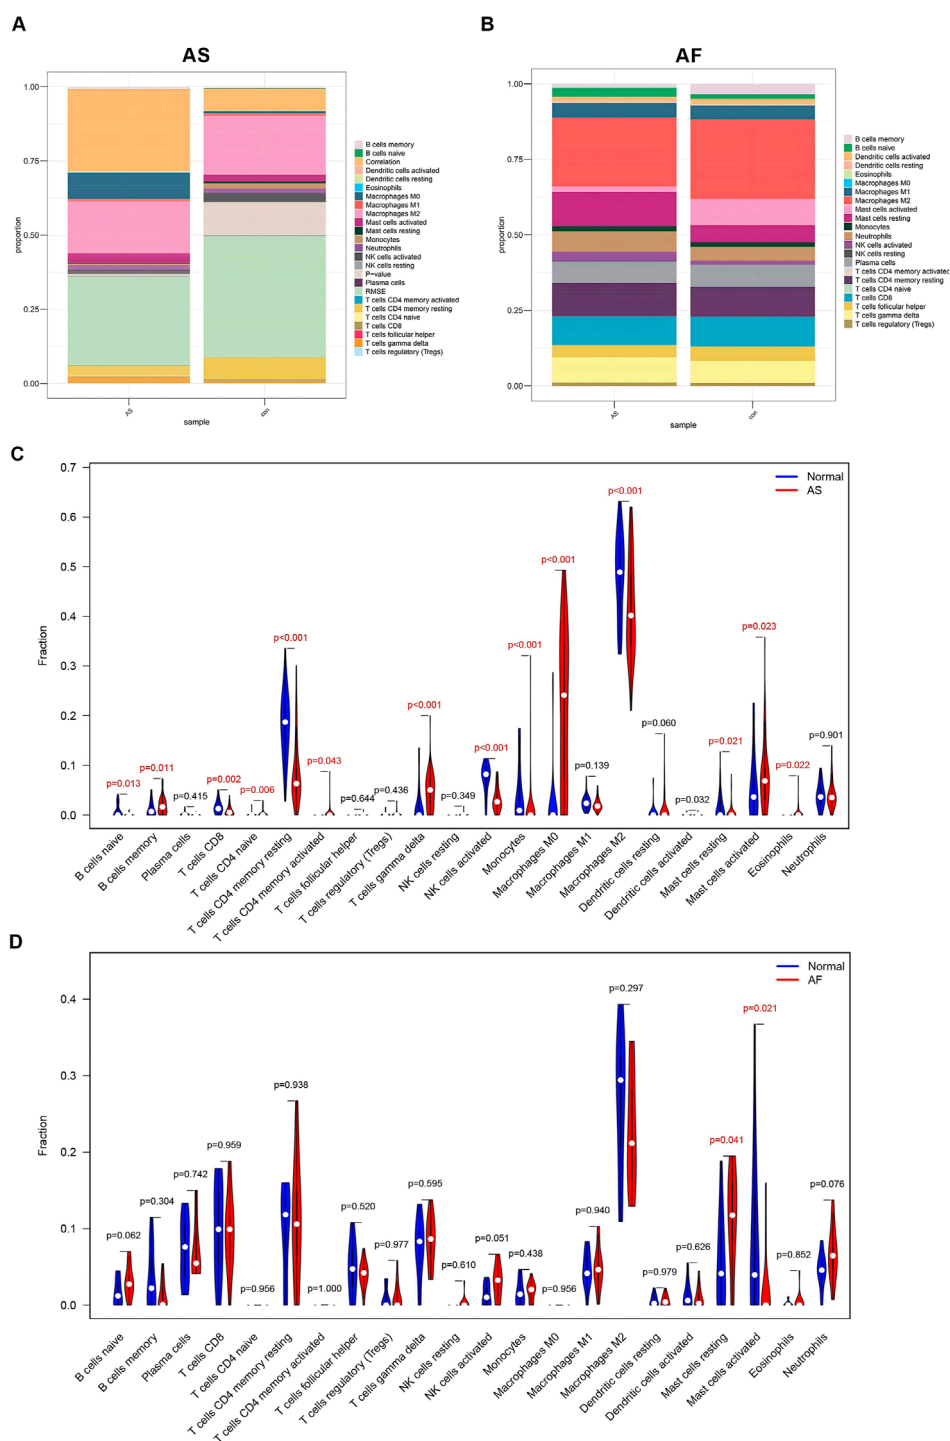 A
AS
1.00
0.75
0.50
0.25
0.00
proportion
AS
con
sample
B cells memory
B cells naive
Correlation
Dendritic cells activated
Dendritic cells resting
Eosinophils
Macrophages M0
Macrophages M1
Macrophages M2
Mast cells activated
Mast cells resting
Monocytes
Neutrophils
NK cells activated
NK cells resting
P-value
Plasma cells
RMSE
T cells CD4 memory activated
T cells CD4 memory resting
T cells CD4 naive
T cells CD8
T cells follicular helper
T cells gamma delta
T cells regulatory (Tregs)
B
AF
1.00
0.75
0.50
0.25
0.00
proportion
AS
con
sample
B cells memory
B cells naive
Dendritic cells activated
Dendritic cells resting
Eosinophils
Macrophages M0
Macrophages M1
Macrophages M2
Mast cells activated
Mast cells resting
Monocytes
Neutrophils
NK cells activated
NK cells resting
Plasma cells
T cells CD4 memory activated
T cells CD4 memory resting
T cells CD4 naive
T cells CD8
T cells follicular helper
T cells gamma delta
T cells regulatory (Tregs)
C
0.7
0.6
0.5
0.4
0.3
0.2
0.1
0.0
Fraction
Normal
AS
p=0.013
p=0.011
p=0.415
p=0.002
p=0.006
p<0.001
p=0.043
p=0.644
p=0.436
p<0.001
p=0.349
p<0.001
p<0.001
p<0.001
p=0.139
p<0.001
p=0.060
p=0.032
p=0.021
p=0.023
p=0.022
p=0.901
B cells naive
B cells memory
Plasma cells
T cells CD8
T cells CD4 naive
T cells CD4 memory resting
T cells CD4 memory activated
T cells follicular helper
T cells regulatory (Tregs)
T cells gamma delta
NK cells resting
NK cells activated
Monocytes
Macrophages M0
Macrophages M1
Macrophages M2
Dendritic cells resting
Dendritic cells activated
Mast cells resting
Mast cells activated
Eosinophils
Neutrophils
D
0.4
0.3
0.2
0.1
0.0
Fraction
Normal
AF
p=0.062
p=0.304
p=0.742
p=0.959
p=0.956
p=0.938
p=1.000
p=0.520
p=0.977
p=0.595
p=0.610
p=0.051
p=0.438
p=0.956
p=0.940
p=0.297
p=0.979
p=0.626
p=0.041
p=0.021
p=0.852
p=0.076
B cells naive
B cells memory
Plasma cells
T cells CD8
T cells CD4 naive
T cells CD4 memory resting
T cells CD4 memory activated
T cells follicular helper
T cells regulatory (Tregs)
T cells gamma delta
NK cells resting
NK cells activated
Monocytes
Macrophages M0
Macrophages M1
Macrophages M2
Dendritic cells resting
Dendritic cells activated
Mast cells resting
Mast cells activated
Eosinophils
Neutrophils